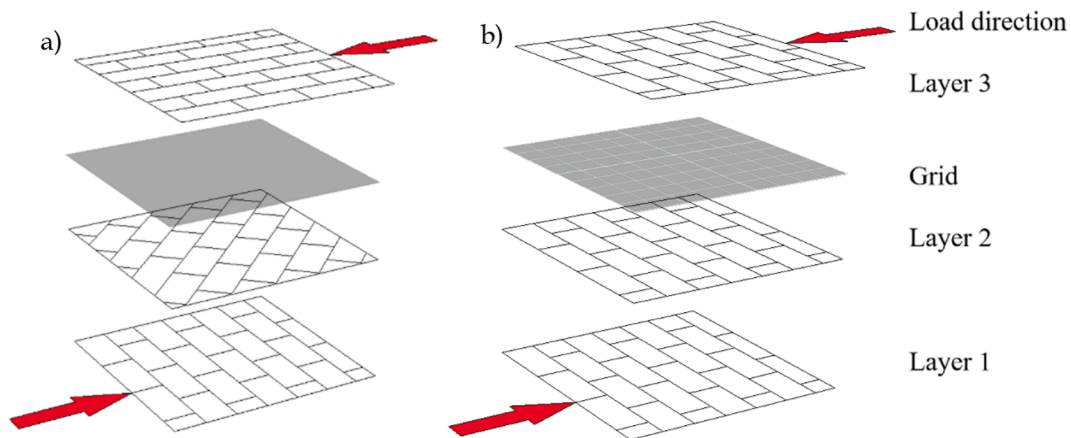 a)
b)
Load direction
Layer 3
Grid
Layer 2
Layer 1